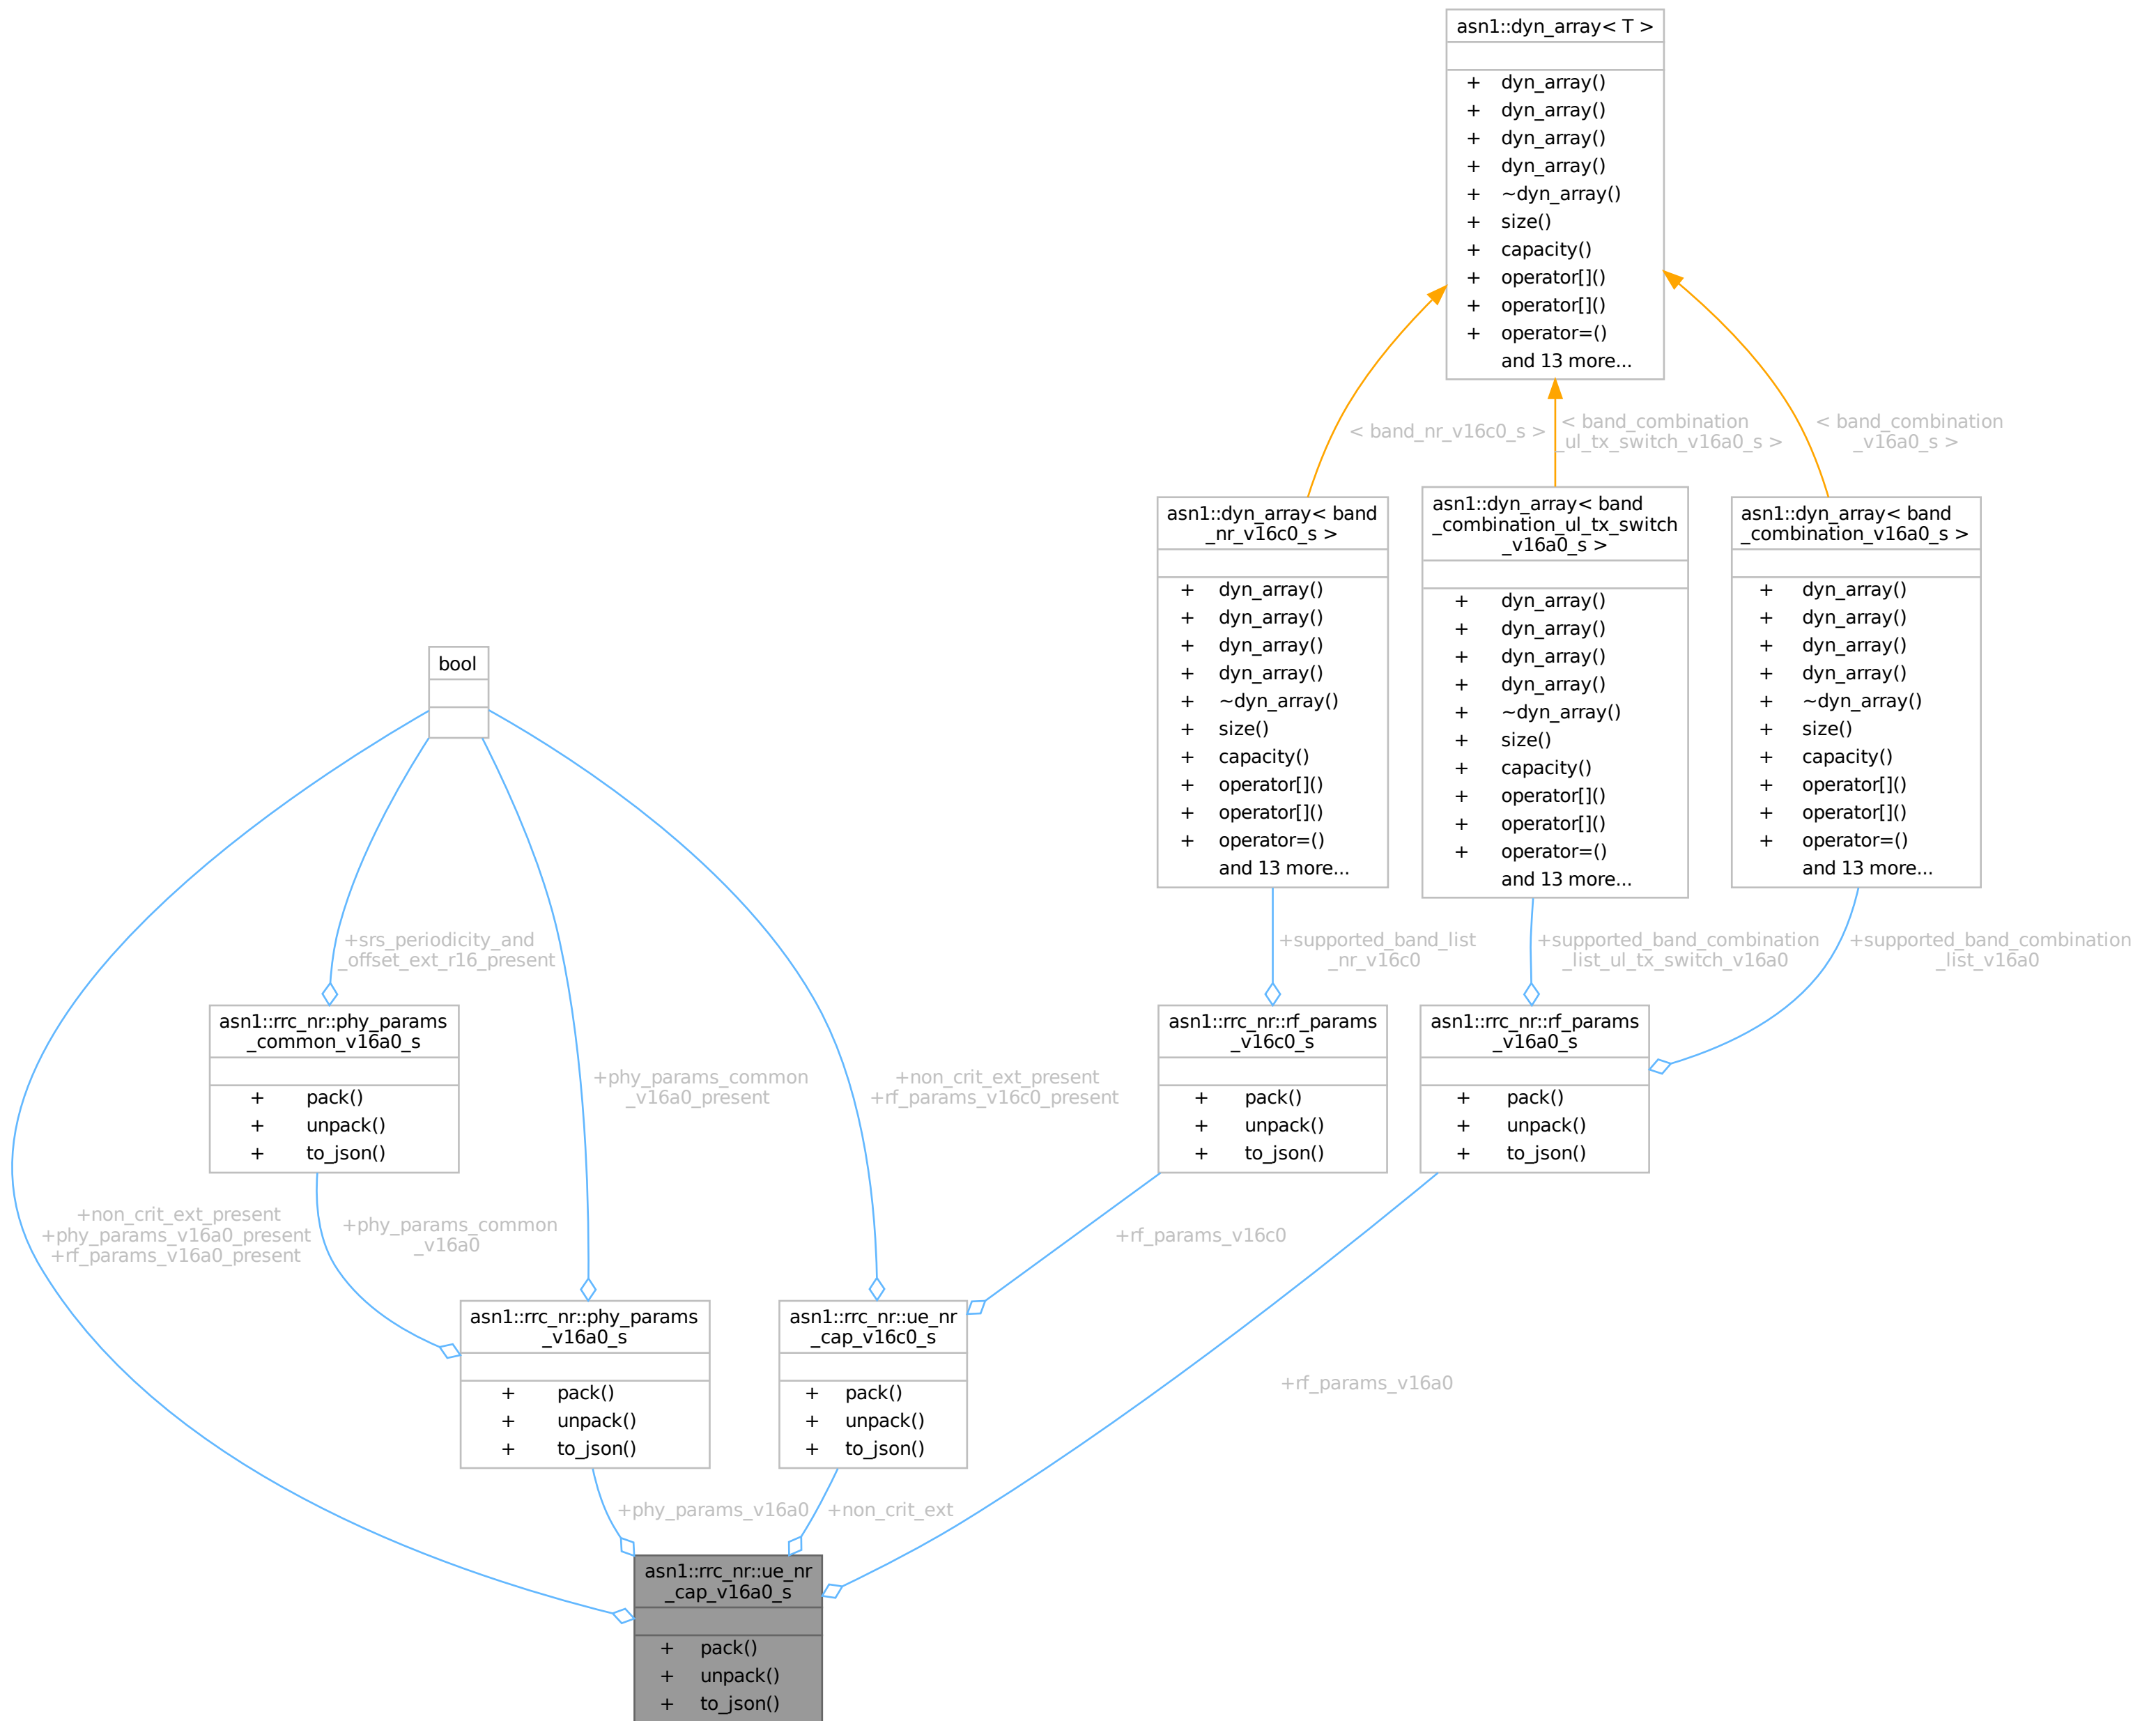 asn1::dyn_array< T >
+ dyn_array()
+ dyn_array()
+ dyn_array()
+ dyn_array()
+ ~dyn_array()
+ size()
+ capacity()
+ operator[]()
+ operator[]()
+ operator=()
and 13 more...
< band_nr_v16c0_s >
< band_combination
_ul_tx_switch_v16a0_s >
< band_combination
_v16a0_s >
asn1::dyn_array< band
_nr_v16c0_s >
+ dyn_array()
+ dyn_array()
+ dyn_array()
+ dyn_array()
+ ~dyn_array()
+ size()
+ capacity()
+ operator[]()
+ operator[]()
+ operator=()
and 13 more...
asn1::dyn_array< band
_combination_ul_tx_switch
_v16a0_s >
+ dyn_array()
+ dyn_array()
+ dyn_array()
+ dyn_array()
+ ~dyn_array()
+ size()
+ capacity()
+ operator[]()
+ operator[]()
+ operator=()
and 13 more...
asn1::dyn_array< band
_combination_v16a0_s >
+ dyn_array()
+ dyn_array()
+ dyn_array()
+ dyn_array()
+ ~dyn_array()
+ size()
+ capacity()
+ operator[]()
+ operator[]()
+ operator=()
and 13 more...
bool
+srs_periodicity_and
_offset_ext_r16_present
+supported_band_list
_nr_v16c0
+supported_band_combination
_list_ul_tx_switch_v16a0
+supported_band_combination
_list_v16a0
asn1::rrc_nr::phy_params
_common_v16a0_s
+ pack()
+ unpack()
+ to_json()
+phy_params_common
_v16a0_present
+non_crit_ext_present
+rf_params_v16c0_present
asn1::rrc_nr::rf_params
_v16c0_s
+ pack()
+ unpack()
+ to_json()
asn1::rrc_nr::rf_params
_v16a0_s
+ pack()
+ unpack()
+ to_json()
+non_crit_ext_present
+phy_params_v16a0_present
+rf_params_v16a0_present
+phy_params_common
_v16a0
+rf_params_v16c0
asn1::rrc_nr::phy_params
_v16a0_s
+ pack()
+ unpack()
+ to_json()
asn1::rrc_nr::ue_nr
_cap_v16c0_s
+ pack()
+ unpack()
+ to_json()
+rf_params_v16a0
+phy_params_v16a0
+non_crit_ext
asn1::rrc_nr::ue_nr
_cap_v16a0_s
+ pack()
+ unpack()
+ to_json()